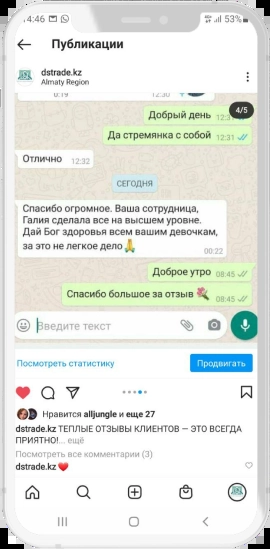 14:46
53%
Публикации
dstrade.kz
Almaty Region
0:19
12:30
4/5
Добрый день
12:31
Да стремянка с собой
12:31
Отлично
12:32
СЕГОДНЯ
Спасибо огромное. Ваша сотрудница,
Галия сделала все на высшем уровне.
Дай Бог здоровья всем вашим девочкам,
за это не легкое дело🙏
00:22
Доброе утро
08:45
Спасибо большое за отзыв 🌹
08:45
Введите текст
Посмотреть статистику
Продвигать
Нравится alljungle и еще 27
dstrade.kz ТЕПЛЫЕ ОТЗЫВЫ КЛИЕНТОВ — ЭТО ВСЕГДА
ПРИЯТНО!... ещё
Посмотреть все комментарии (3)
dstrade.kz ❤️